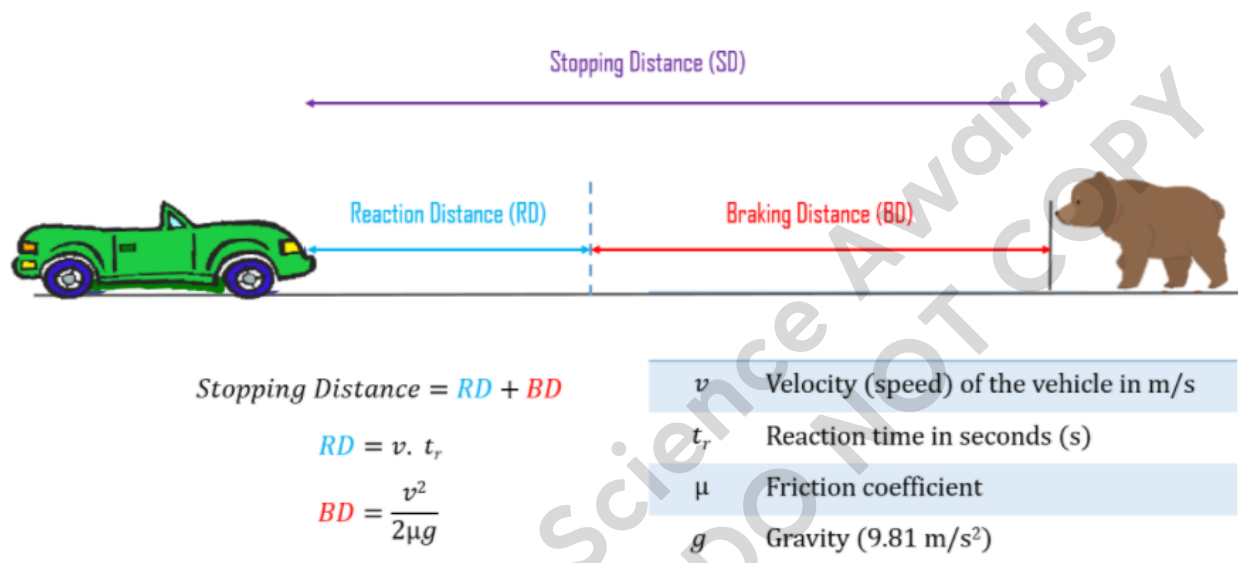 Stopping Distance (SD)
Reaction Distance (RD)
Braking Distance (BD)
Stopping Distance = RD + BD
RD = v. tᵣ
BD = v²/2μg
v Velocity (speed) of the vehicle in m/s
tᵣ Reaction time in seconds (s)
μ Friction coefficient
g Gravity (9.81 m/s²)
Science Awards
DO NOT COPY